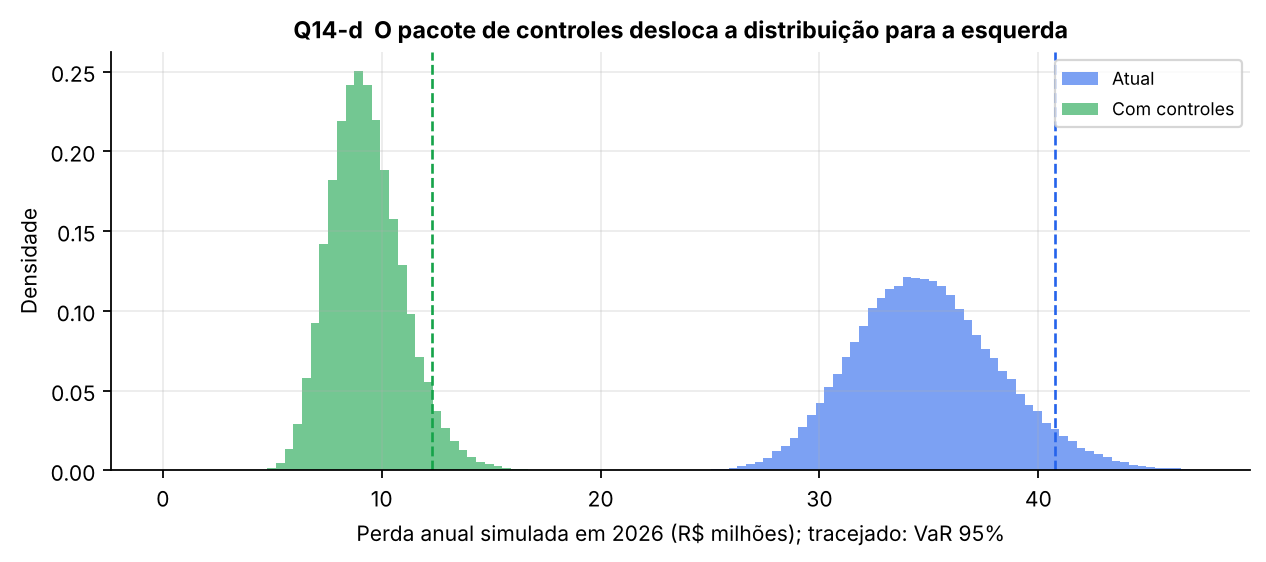 Q14-d  O pacote de controles desloca a distribuição para a esquerda
Atual
Com controles
Densidade
0.25
0.20
0.15
0.10
0.05
0.00
0
10
20
30
40
Perda anual simulada em 2026 (R$ milhões); tracejado: VaR 95%